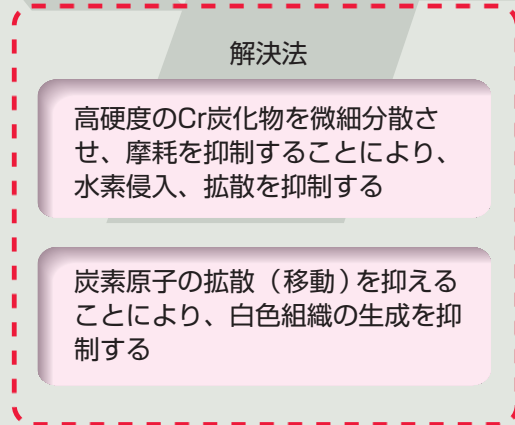 解決法
高硬度のCr炭化物を微細分散さ
せ、摩耗を抑制することにより、
水素侵入、拡散を抑制する
炭素原子の拡散（移動）を抑える
ことにより、白色組織の生成を抑
制する